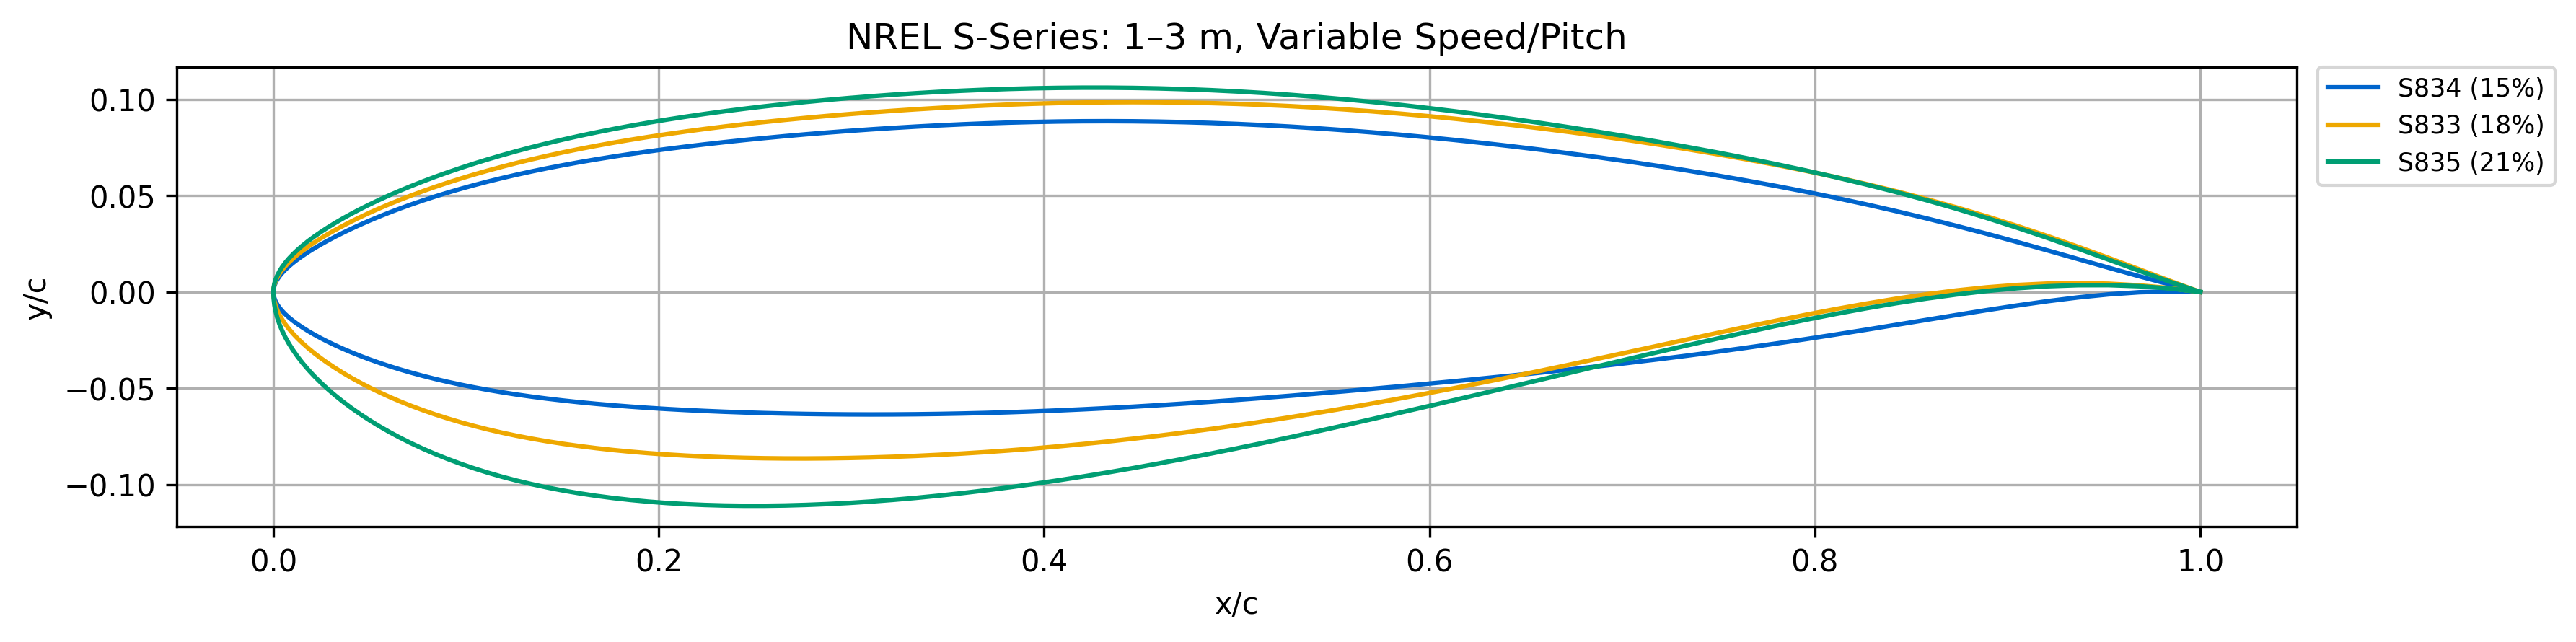 NREL S-Series: 1–3 m, Variable Speed/Pitch
S834 (15%)
S833 (18%)
S835 (21%)
y/c
0.10
0.05
0.00
−0.05
−0.10
0.0 0.2 0.4 0.6 0.8 1.0
x/c